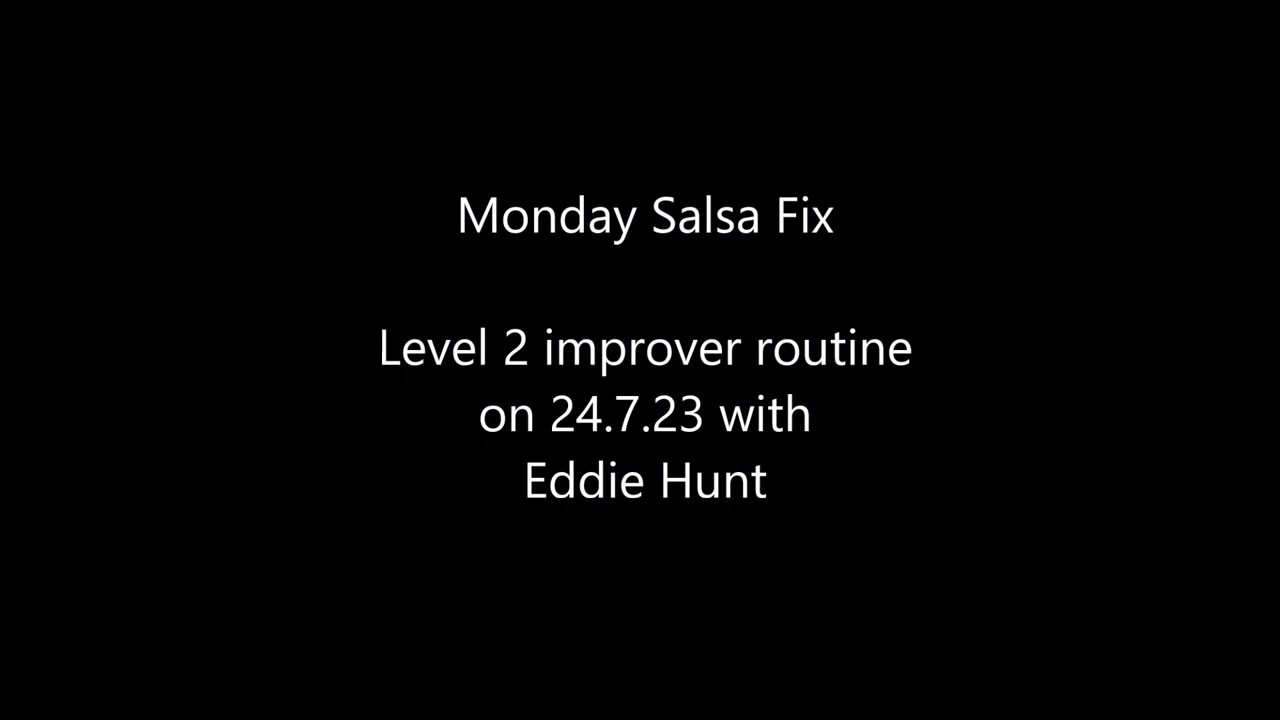 Monday Salsa Fix
Level 2 improver routine
on 24.7.23 with
Eddie Hunt